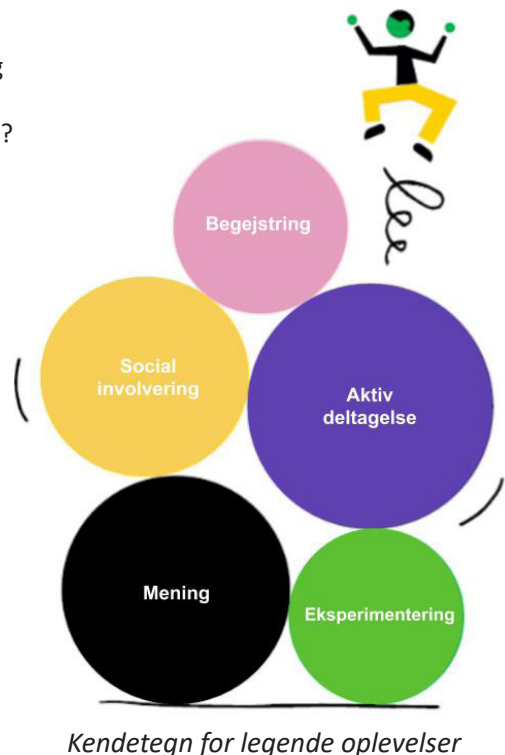 g
?
Begejstring
Social
involvering
Aktiv
deltagelse
Mening
Eksperimentering
Kendetegn for legende oplevelser